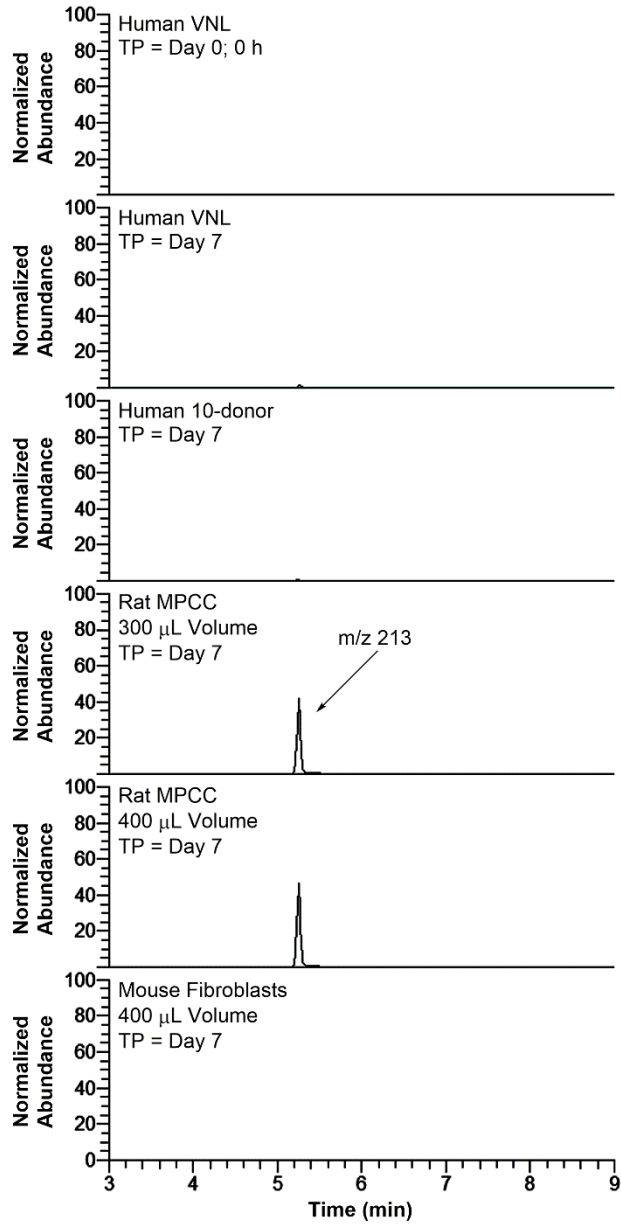 Normalized
Abundance
100
80
60
40
20
Human VNL
TP = Day 0; 0 h
Normalized
Abundance
100
80
60
40
20
Human VNL
TP = Day 7
Normalized
Abundance
100
80
60
40
20
Human 10-donor
TP = Day 7
Normalized
Abundance
100
80
60
40
20
Rat MPCC
300 μL Volume
TP = Day 7
m/z 213
Normalized
Abundance
100
80
60
40
20
Rat MPCC
400 μL Volume
TP = Day 7
Normalized
Abundance
100
80
60
40
20
0
Mouse Fibroblasts
400 μL Volume
TP = Day 7
3 4 5 6 7 8 9
Time (min)